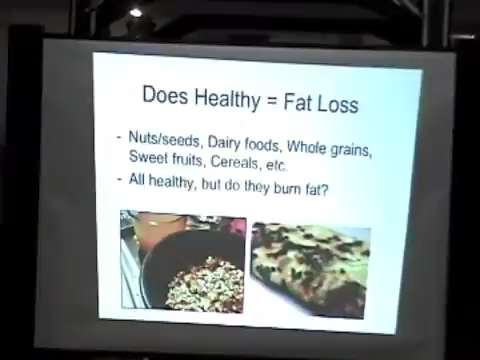 Does Healthy = Fat Loss
- Nuts/seeds, Dairy foods, Whole grains,
Sweet fruits, Cereals, etc.
- All healthy, but do they burn fat?